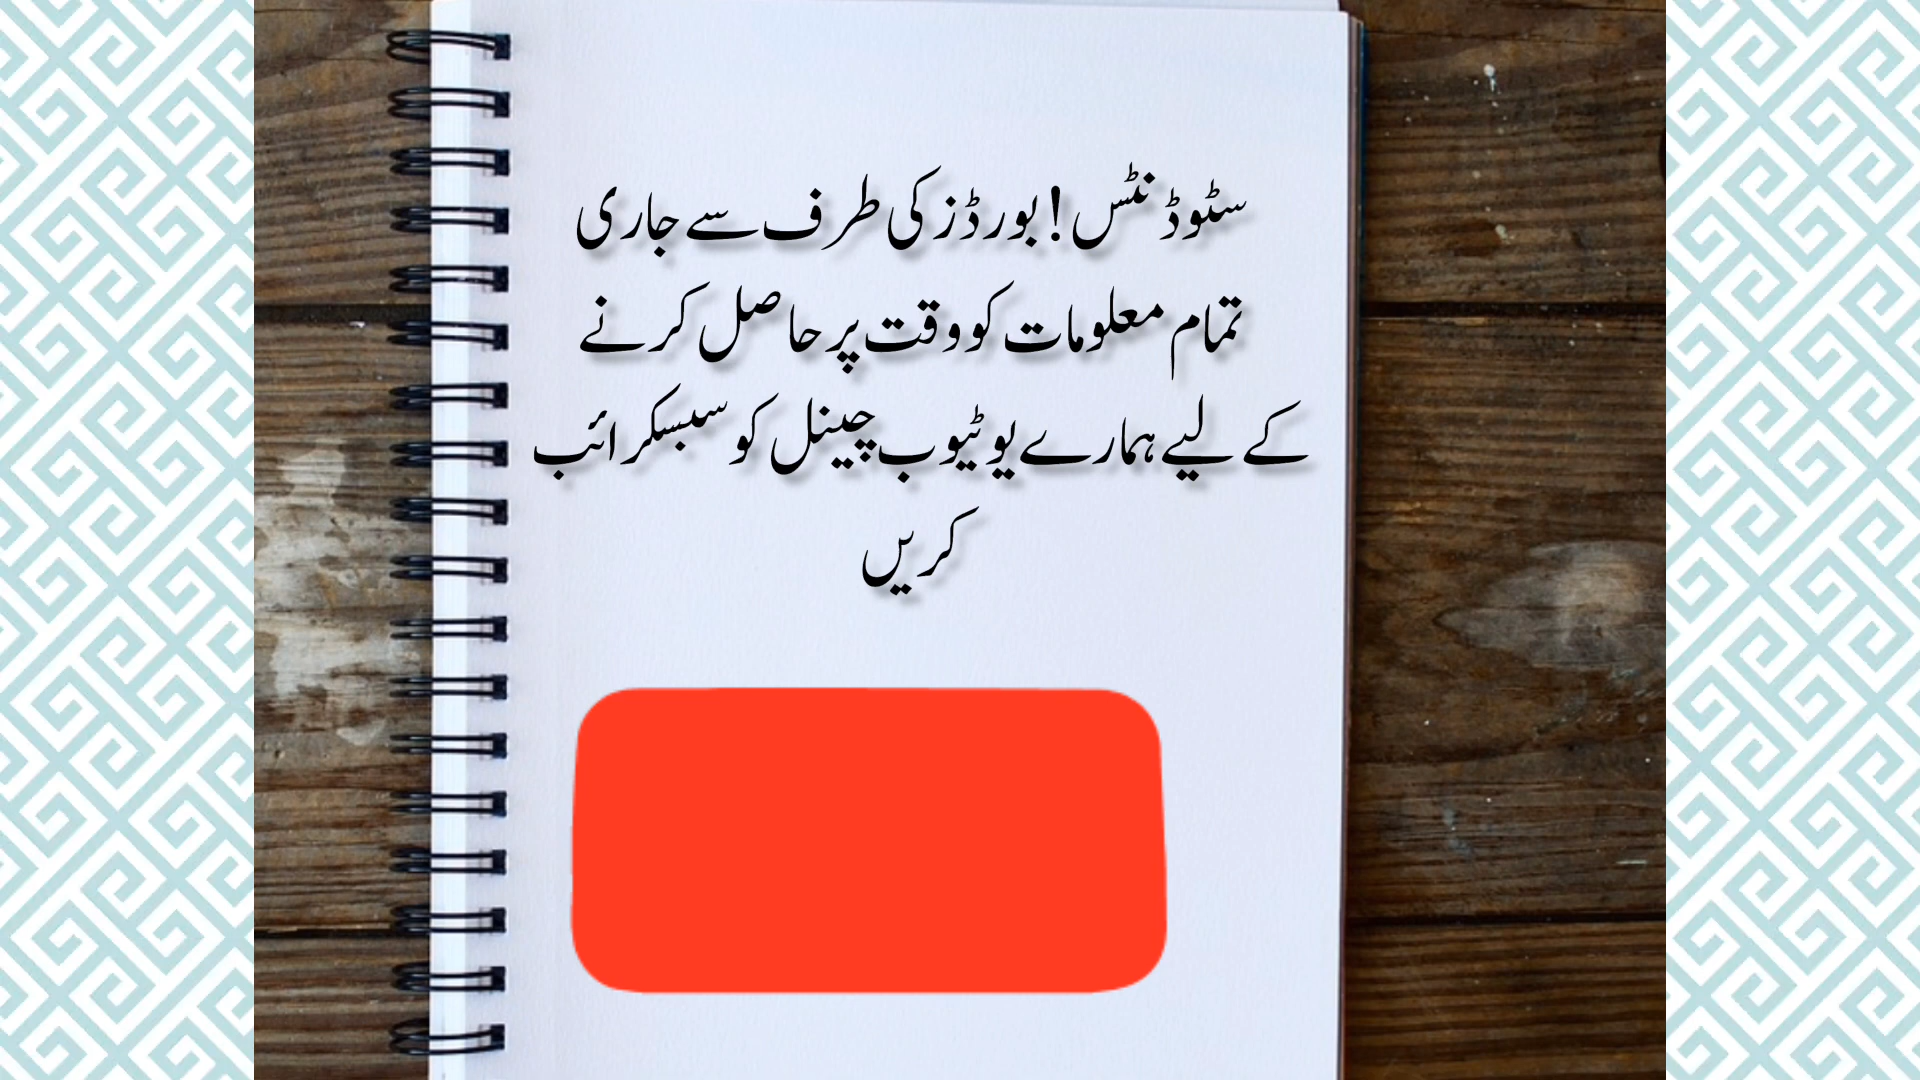 سٹوڈنٹس! بورڈز کی طرف سے جاری
تمام معلومات کو وقت پر حاصل کرنے
کے لیے ہمارے یوٹیوب چینل کو سبسکرائب
کریں